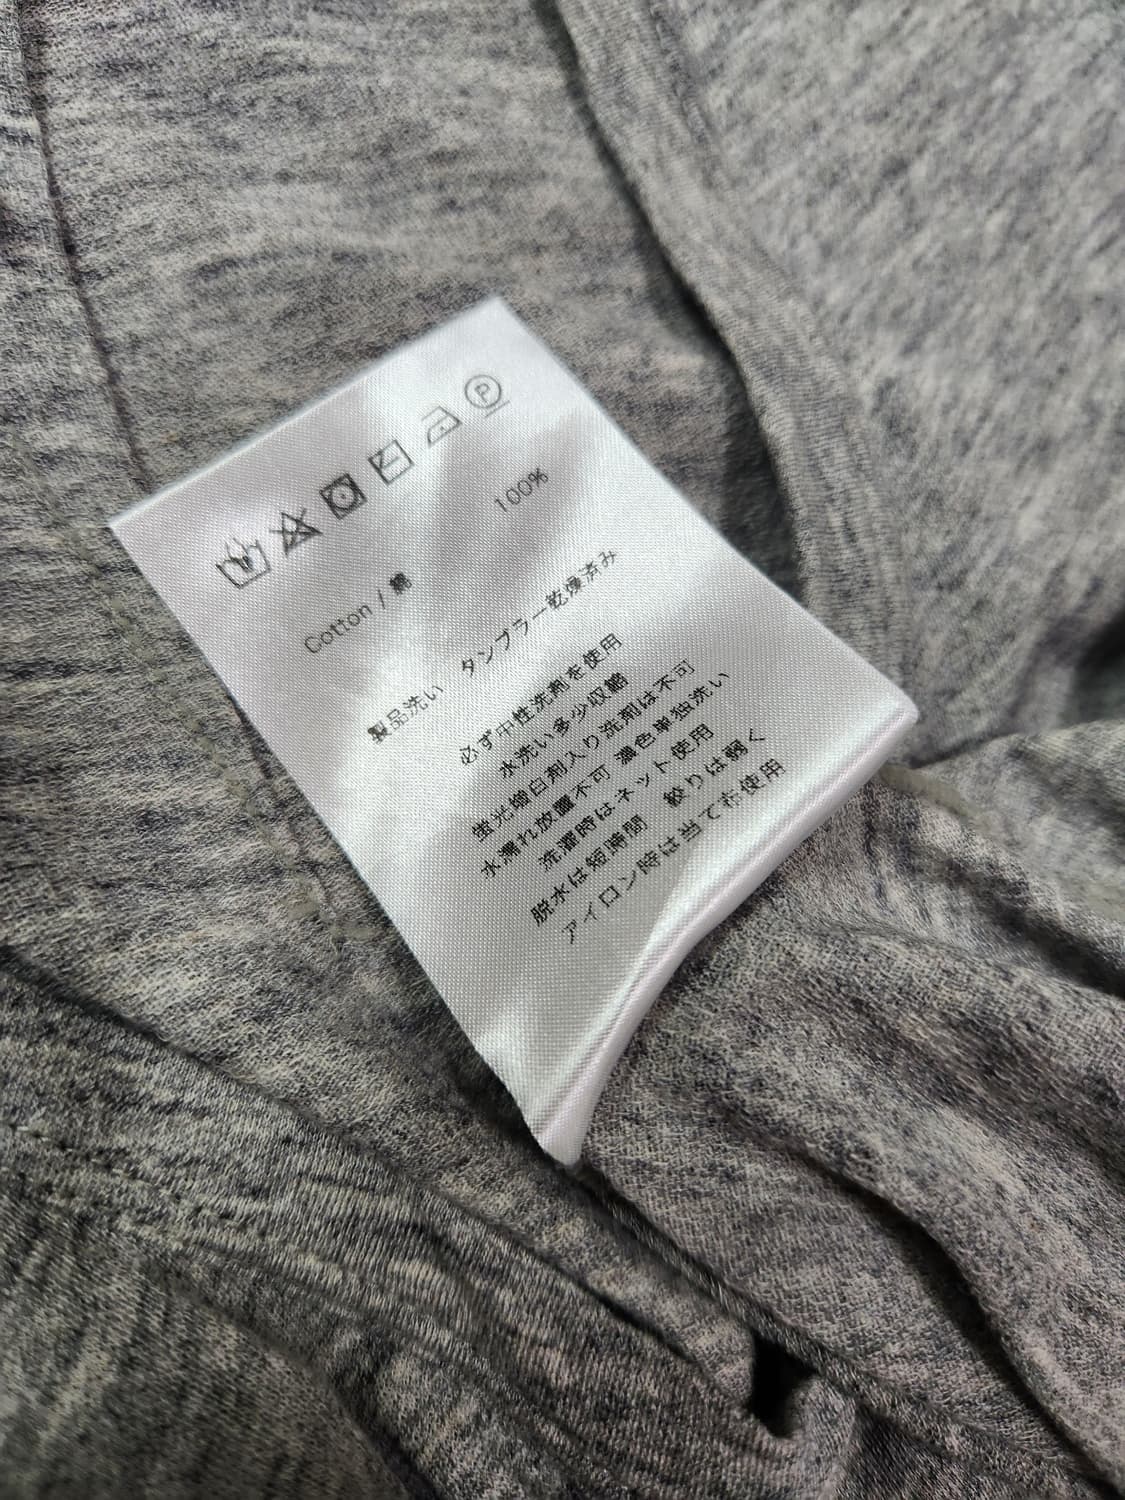 P
Cotton / 綿 100%
製品洗い タンブラー乾燥済み
必ず中性洗剤を使用
水洗い多少収縮
蛍光増白剤入り洗剤は不可
水濡れ放置不可 濃色単独洗い
洗濯時はネット使用
脱水は短時間 絞りは弱く
アイロン時は当て布使用